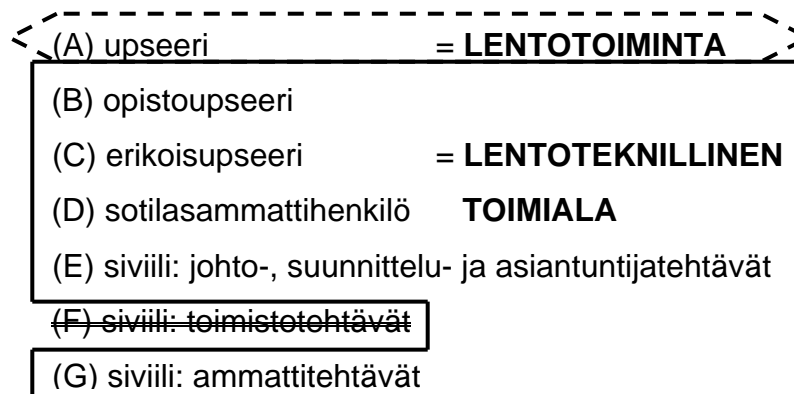 (A) upseeri = LENTOTOIMINTA
(B) opistoupseeri
(C) erikoisupseeri = LENTOTEKNILLINEN
(D) sotilasammattihenkilö TOIMIALA
(E) siviili: johto-, suunnittelu- ja asiantuntijatehtävät
(F) siviili: toimistotehtävät
(G) siviili: ammattitehtävät